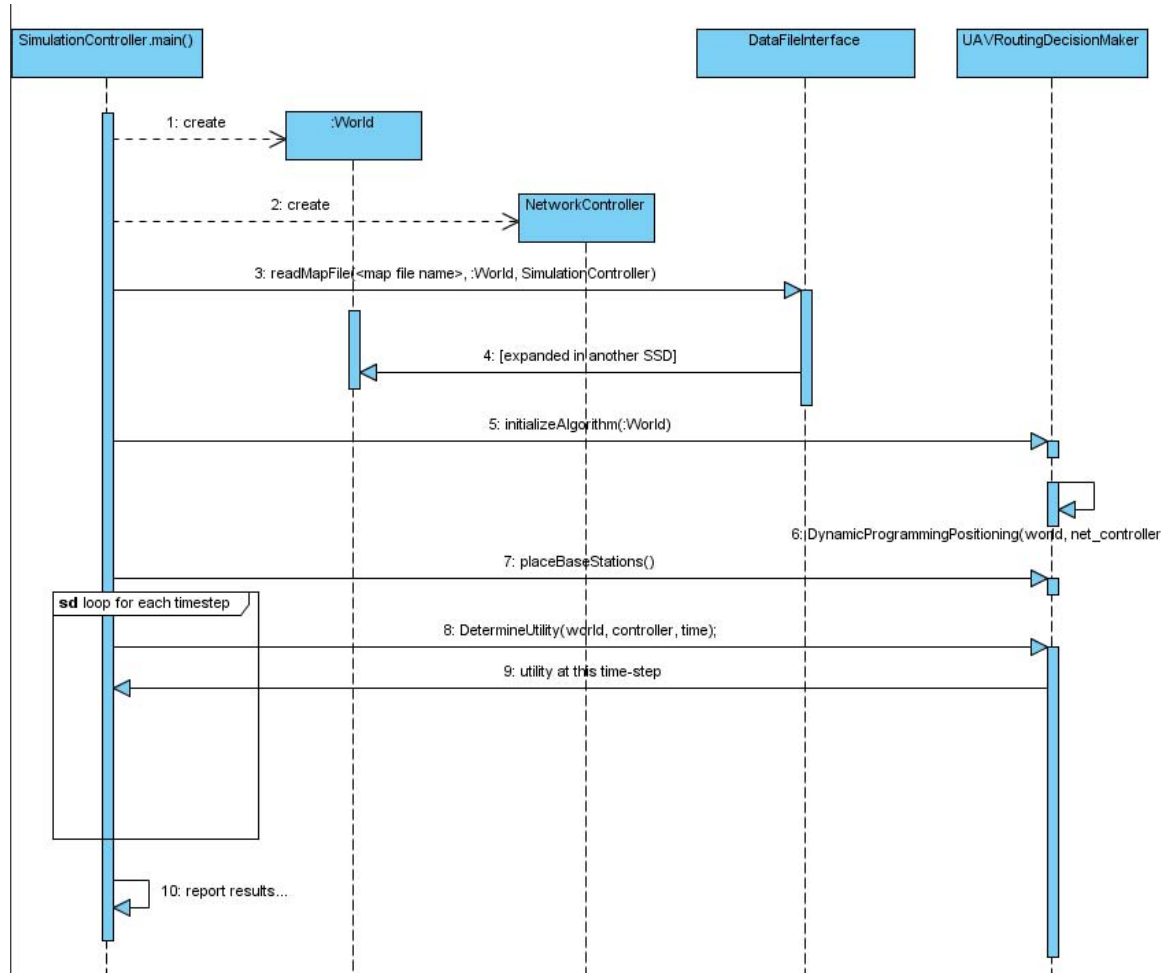 SimulationController.main()
DataFileInterface
UAVRoutingDecisionMaker
1: create
:World
2: create
NetworkController
3: readMapFile(<map file name>, :World, SimulationController)
4: [expanded in another SSD]
5: initializeAlgorithm(:World)
6: DynamicProgrammingPositioning(world, net_controller
7: placeBaseStations()
sd loop for each timestep
8: DetermineUtility(world, controller, time);
9: utility at this time-step
10: report results...